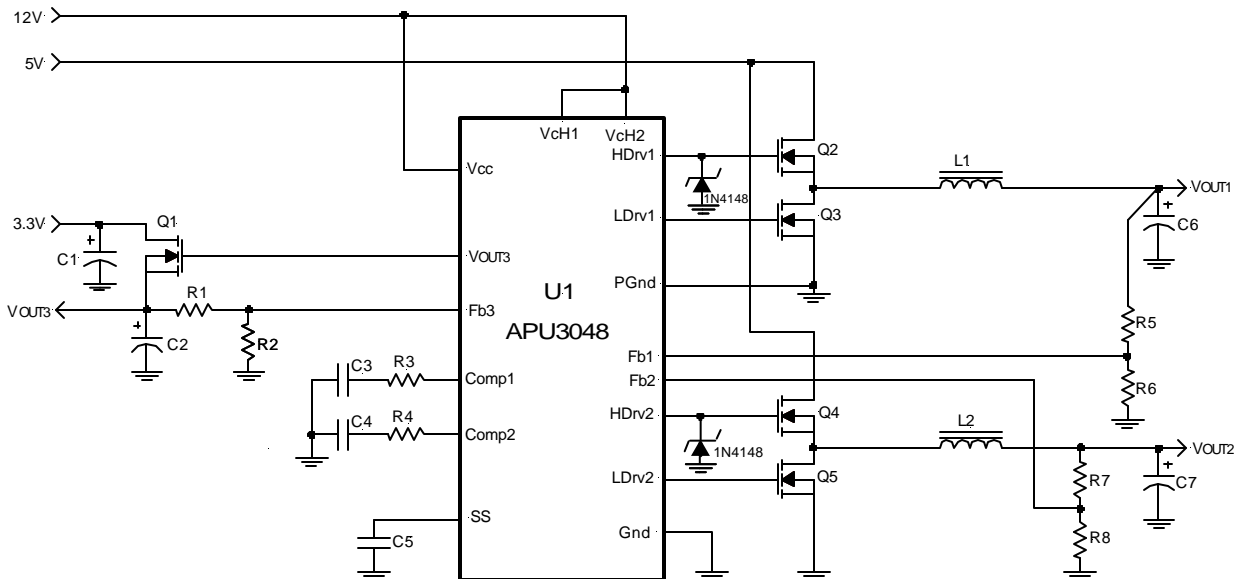 12V
5V
VcH1
VcH2
Vcc
HDrv1
Q2
L1
1N4148
VOUT1
LDrv1
Q3
C6
3.3V
Q1
C1
VOUT3
PGnd
U1
APU3048
R1
VOUT3
Fb3
R5
C2
R2
Fb1
C3
R3
Comp1
Fb2
R6
HDrv2
Q4
C4
R4
Comp2
L2
1N4148
VOUT2
LDrv2
Q5
R7
C7
SS
C5
Gnd
R8